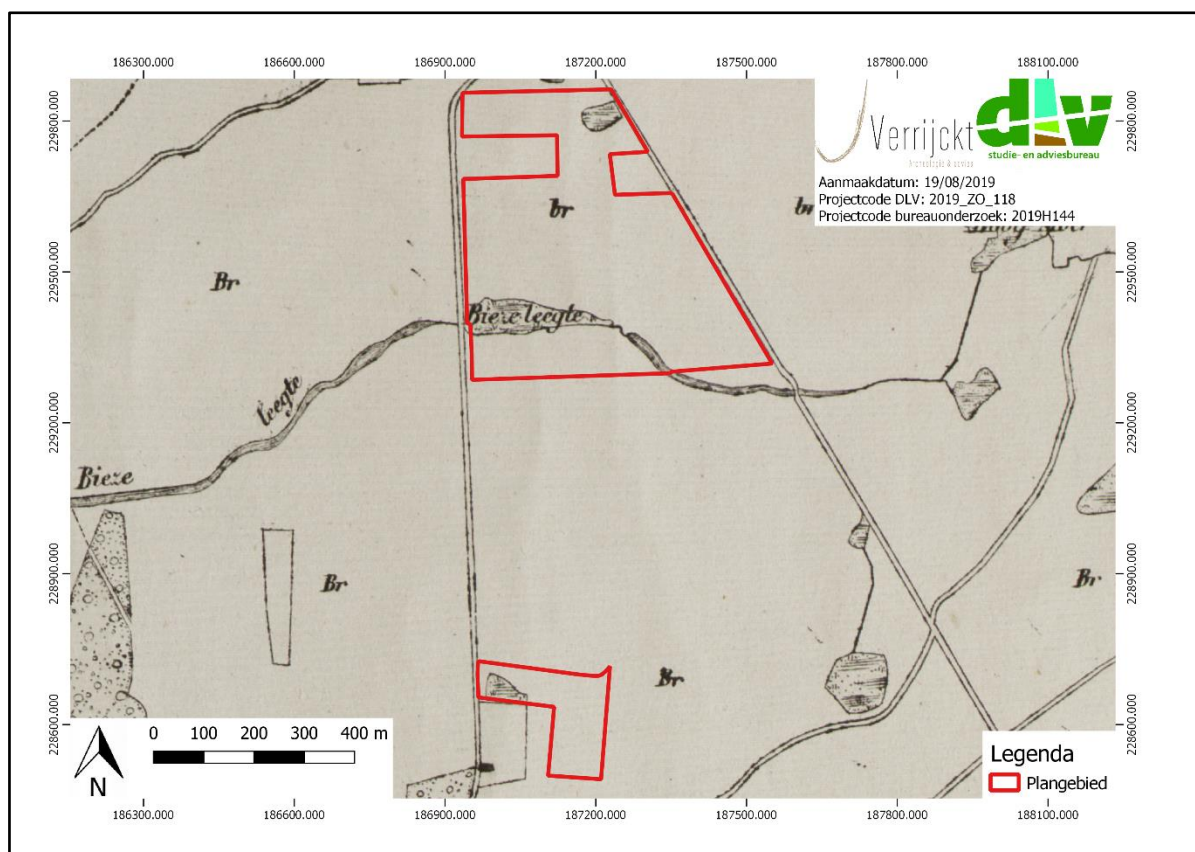 186300.000 186600.000 186900.000 187200.000 187500.000 187800.000 188100.000
229800.000 229800.000
Verrijckt
Archeologie & advies
dlv
studie- en adviesbureau
Aanmaakdatum: 19/08/2019
Projectcode DLV: 2019_ZO_118
Projectcode bureauonderzoek: 2019H144
br
br
229500.000 229500.000
Br
Bieze leegte
leegte
229200.000 229200.000
Bieze
228900.000 228900.000
Br
Br
Br
228600.000 228600.000
0 100 200 300 400 m
N
Legenda
Plangebied
186300.000 186600.000 186900.000 187200.000 187500.000 187800.000 188100.000